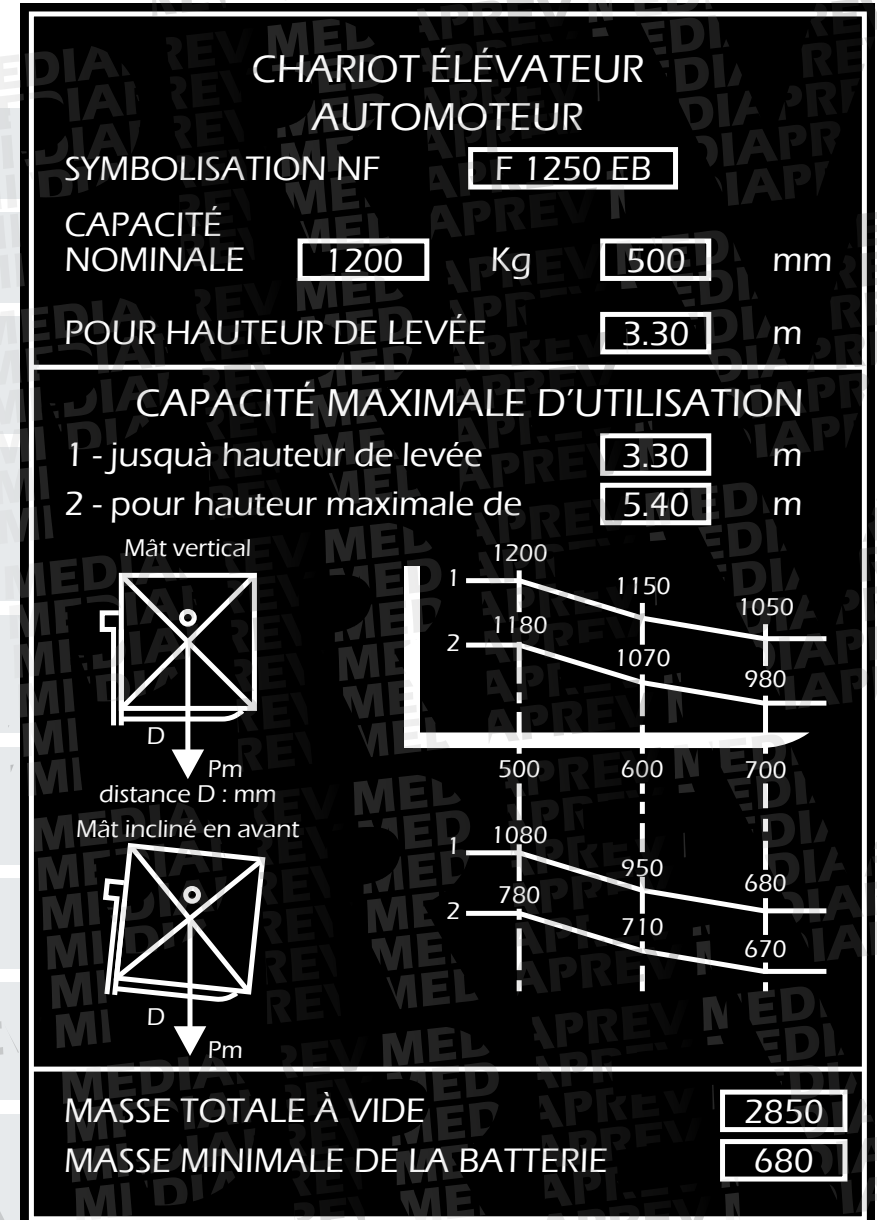 CHARIOT ÉLÉVATEUR
AUTOMOTEUR
SYMBOLISATION NF F 1250 EB
CAPACITÉ
NOMINALE 1200 Kg 500 mm
POUR HAUTEUR DE LEVÉE 3.30 m
CAPACITÉ MAXIMALE D'UTILISATION
1 - jusquà hauteur de levée 3.30 m
2 - pour hauteur maximale de 5.40 m
Mât vertical
D
Pm
distance D : mm
1200
1 1150 1050
1180
2 1070 980
500 600 700
Mât incliné en avant
D
Pm
1080
1 950 680
780
2 710 670
MASSE TOTALE À VIDE 2850
MASSE MINIMALE DE LA BATTERIE 680